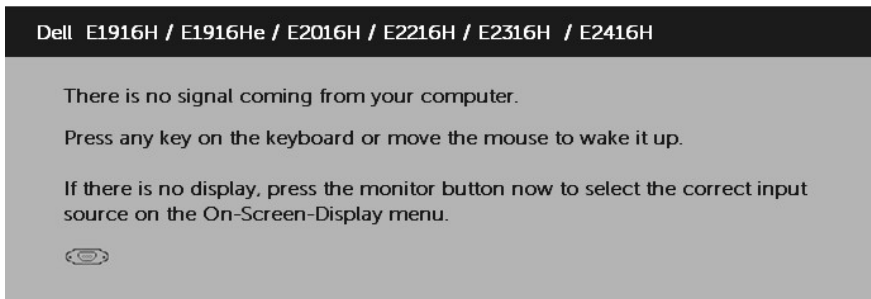 Dell E1916H / E1916He / E2016H / E2216H / E2316H / E2416H
There is no signal coming from your computer.
Press any key on the keyboard or move the mouse to wake it up.
If there is no display, press the monitor button now to select the correct input
source on the On-Screen-Display menu.